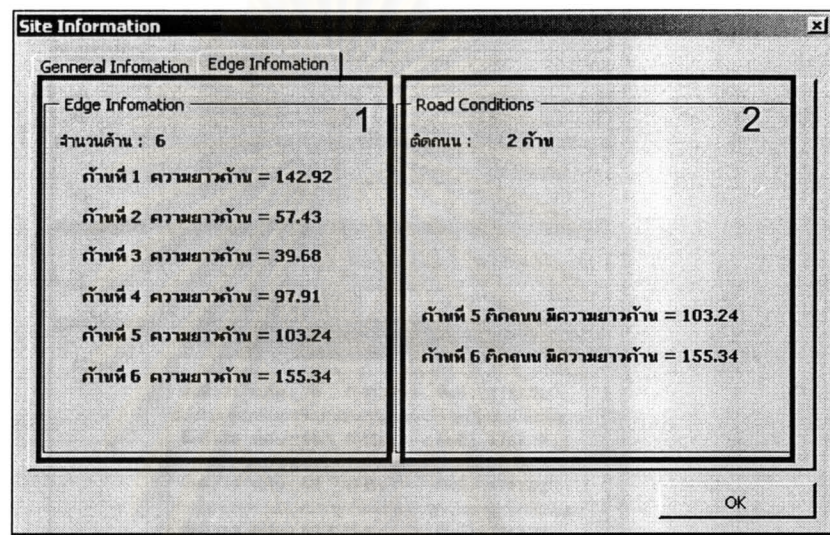 Site Information
Genneral Infomation Edge Infomation
Edge Infomation
1
จำนวนด้าน : 6
ด้านที่ 1 ความยาวด้าน = 142.92
ด้านที่ 2 ความยาวด้าน = 57.43
ด้านที่ 3 ความยาวด้าน = 39.68
ด้านที่ 4 ความยาวด้าน = 97.91
ด้านที่ 5 ความยาวด้าน = 103.24
ด้านที่ 6 ความยาวด้าน = 155.34
Road Conditions
2
ติดถนน : 2 ด้าน
ด้านที่ 5 ติดถนน มีความยาวด้าน = 103.24
ด้านที่ 6 ติดถนน มีความยาวด้าน = 155.34
OK